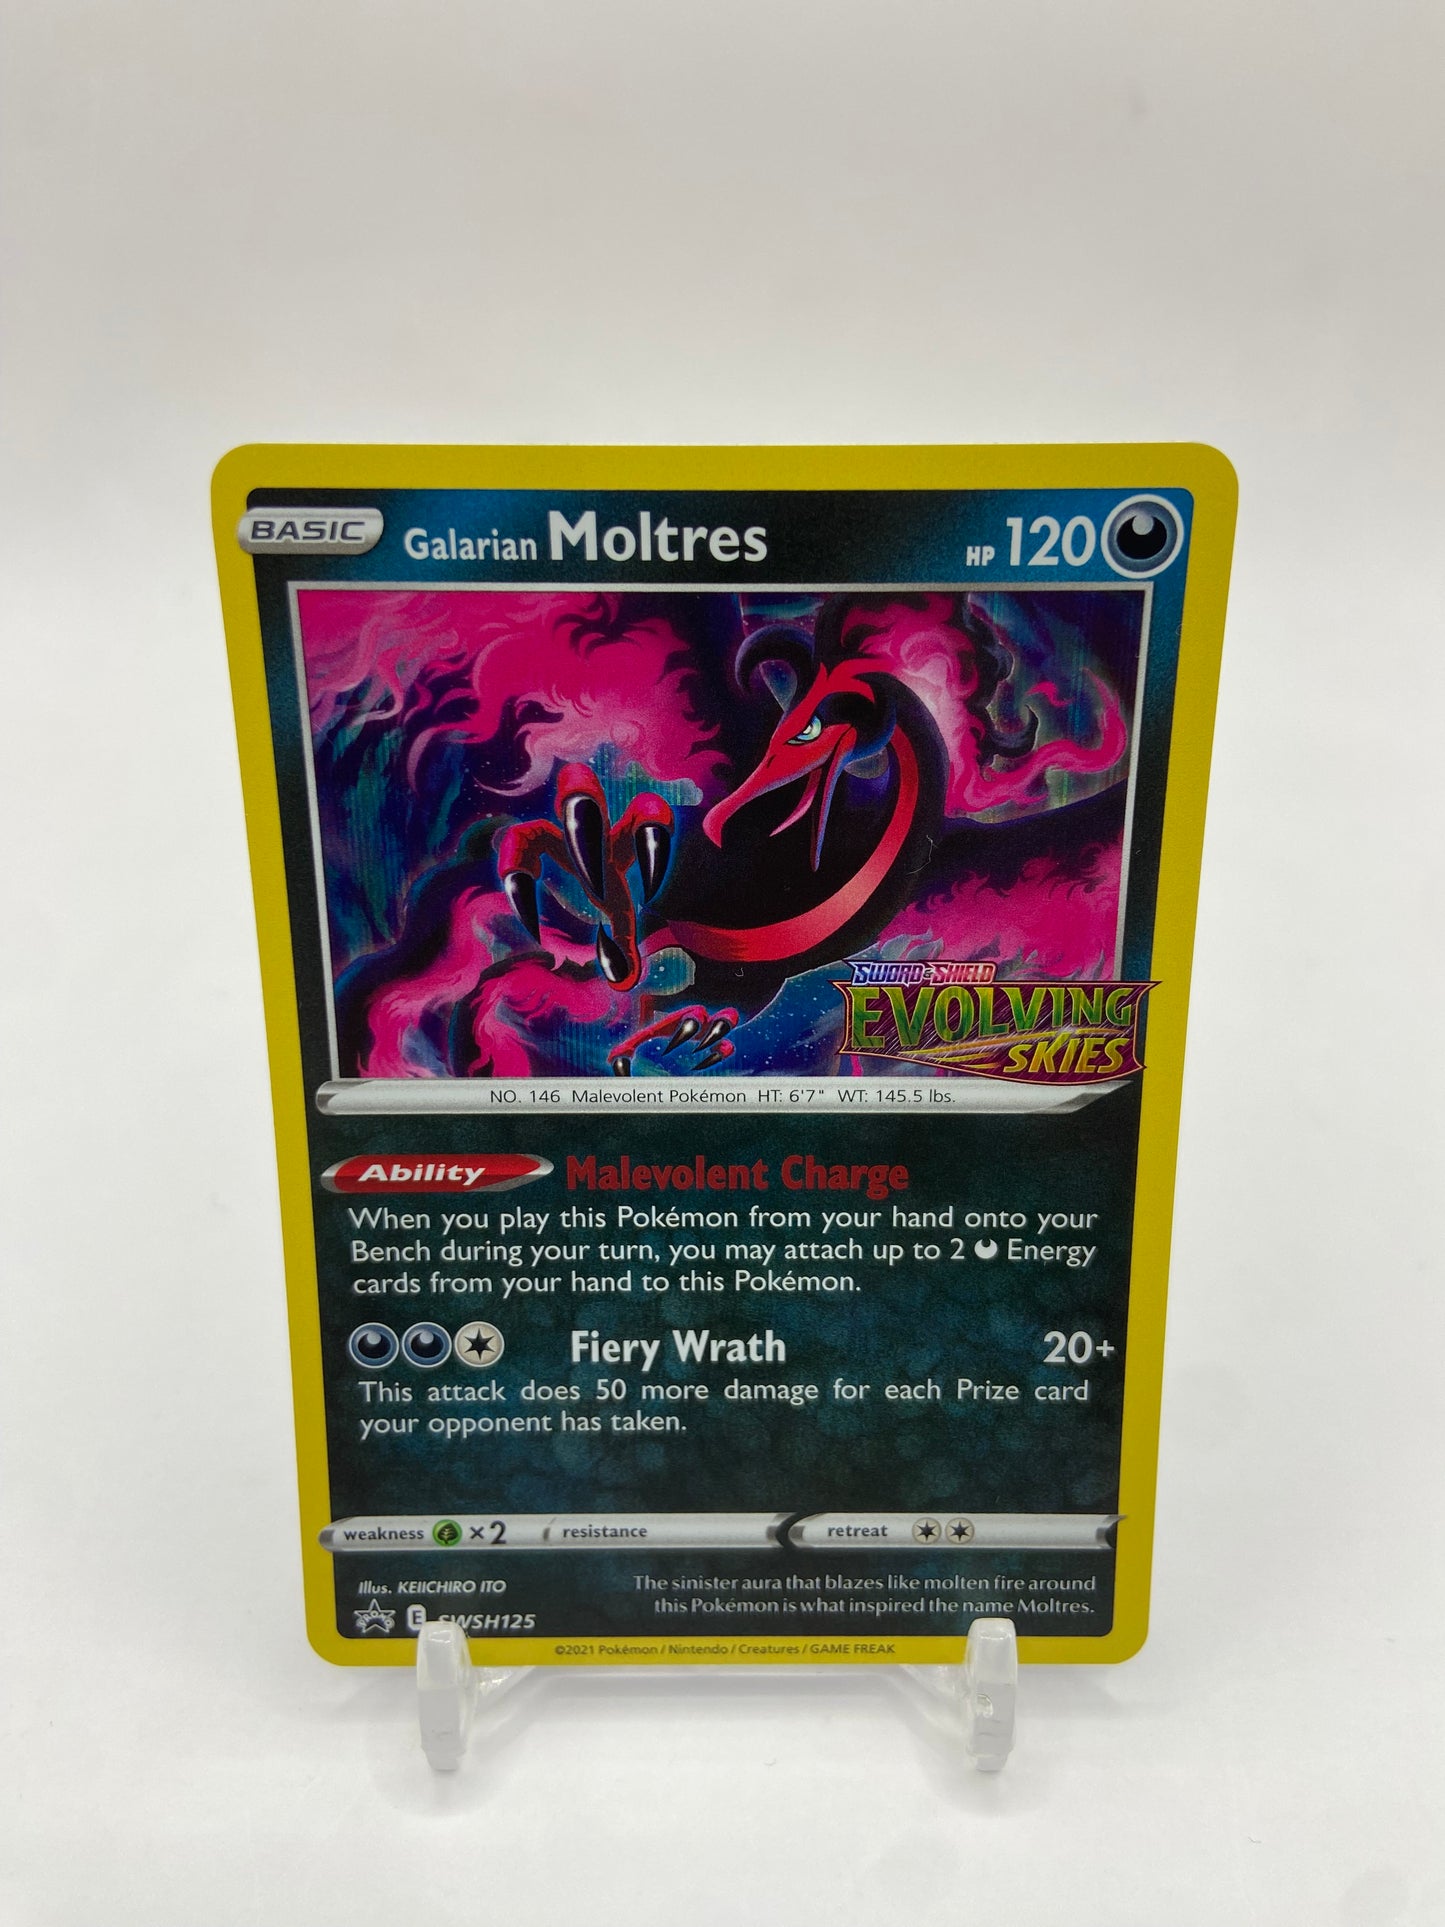 BASIC
Galarian Moltres
HP 120
SWORD & SHIELD
EVOLVING
SKIES
NO. 146 Malevolent Pokémon HT: 6'7" WT: 145.5 lbs.
Ability Malevolent Charge
When you play this Pokémon from your hand onto your
Bench during your turn, you may attach up to 2 Energy
cards from your hand to this Pokémon.
Fiery Wrath 20+
This attack does 50 more damage for each Prize card
your opponent has taken.
weakness ×2 resistance retreat
Illus. KEIICHIRO ITO
The sinister aura that blazes like molten fire around
this Pokémon is what inspired the name Moltres.
PROMO E SWSH125
©2021 Pokémon / Nintendo / Creatures / GAME FREAK